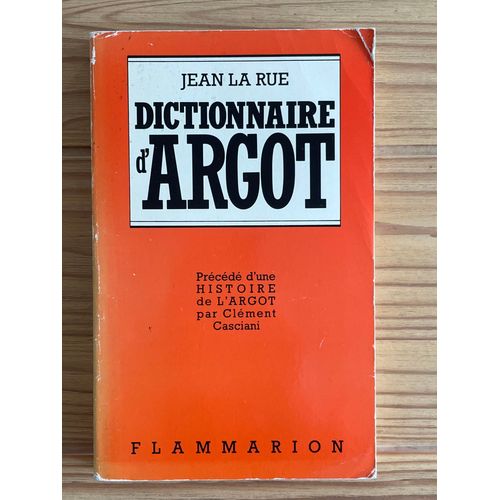 JEAN LA RUE
DICTIONNAIRE
d'ARGOT
Précédé d'une
HISTOIRE
de L'ARGOT
par Clément
Casciani
FLAMMARION